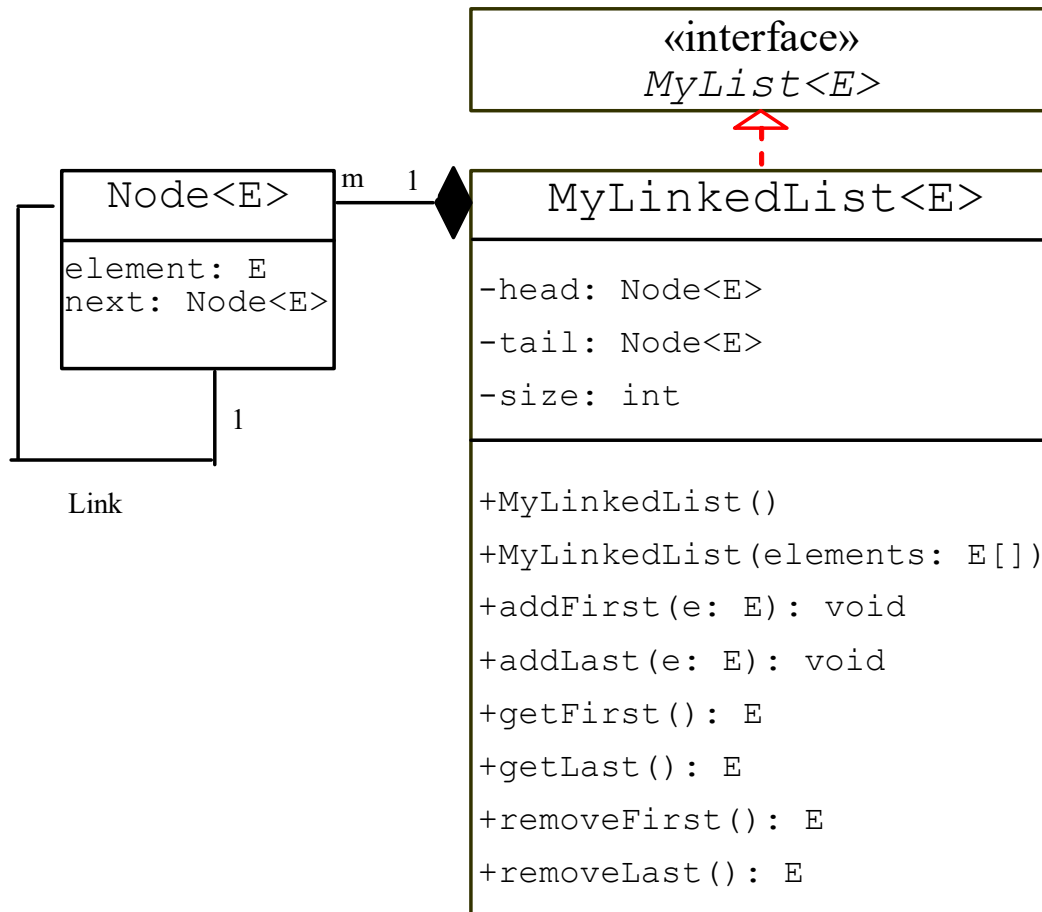 «interface»
MyList<E>
Node<E>
m
1
MyLinkedList<E>
element: E
next: Node<E>
1
Link
-head: Node<E>
-tail: Node<E>
-size: int
+MyLinkedList()
+MyLinkedList(elements: E[])
+addFirst(e: E): void
+addLast(e: E): void
+getFirst(): E
+getLast(): E
+removeFirst(): E
+removeLast(): E